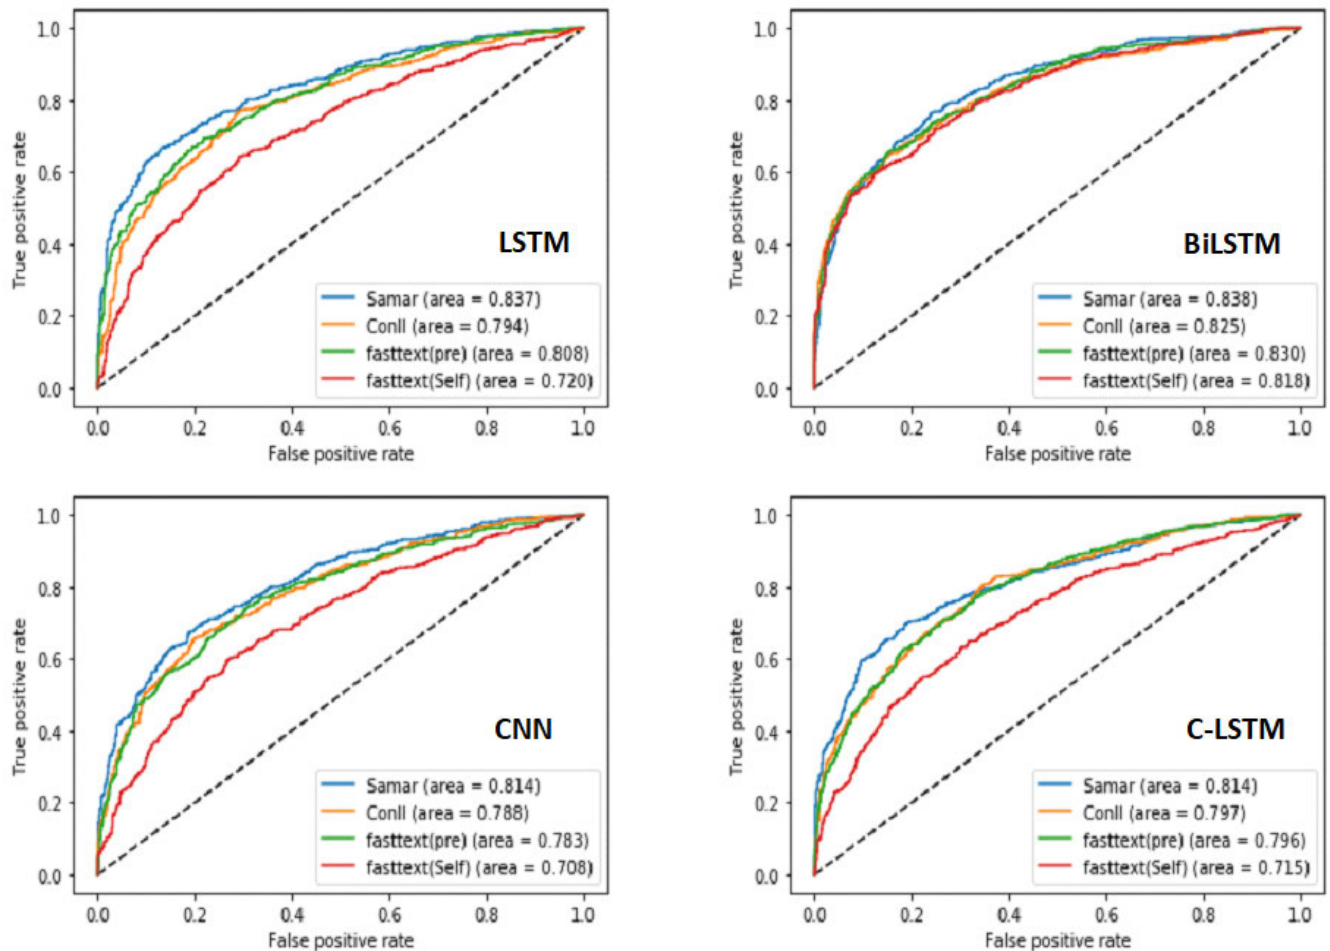 1.0
0.8
0.6
0.4
0.2
0.0
True positive rate
LSTM
Samar (area = 0.837)
Conll (area = 0.794)
fasttext(pre) (area = 0.808)
fasttext(Self) (area = 0.720)
0.0 0.2 0.4 0.6 0.8 1.0
False positive rate
1.0
0.8
0.6
0.4
0.2
0.0
True positive rate
BiLSTM
Samar (area = 0.838)
Conll (area = 0.825)
fasttext(pre) (area = 0.830)
fasttext(Self) (area = 0.818)
0.0 0.2 0.4 0.6 0.8 1.0
False positive rate
1.0
0.8
0.6
0.4
0.2
0.0
True positive rate
CNN
Samar (area = 0.814)
Conll (area = 0.788)
fasttext(pre) (area = 0.783)
fasttext(Self) (area = 0.708)
0.0 0.2 0.4 0.6 0.8 1.0
False positive rate
1.0
0.8
0.6
0.4
0.2
0.0
True positive rate
C-LSTM
Samar (area = 0.814)
Conll (area = 0.797)
fasttext(pre) (area = 0.796)
fasttext(Self) (area = 0.715)
0.0 0.2 0.4 0.6 0.8 1.0
False positive rate